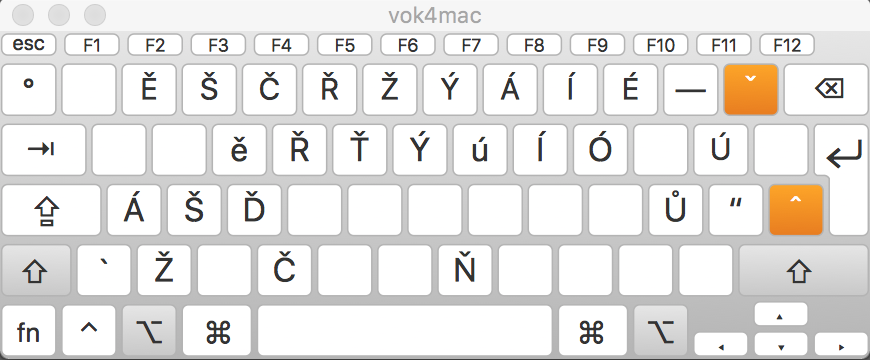 vok4mac
esc F1 F2 F3 F4 F5 F6 F7 F8 F9 F10 F11 F12
° Ě Š Č Ř Ž Ý Á Í É — ˇ ⌫
⇥ ě Ř Ť Ý ú Í Ó Ú ↵
⇪ Á Š Ď Ů “ ˆ
⇧ ` Ž Č Ň ⇧
fn ^ ⌥ ⌘ ⌘ ⌥ ◂ ▴ ▾ ▸